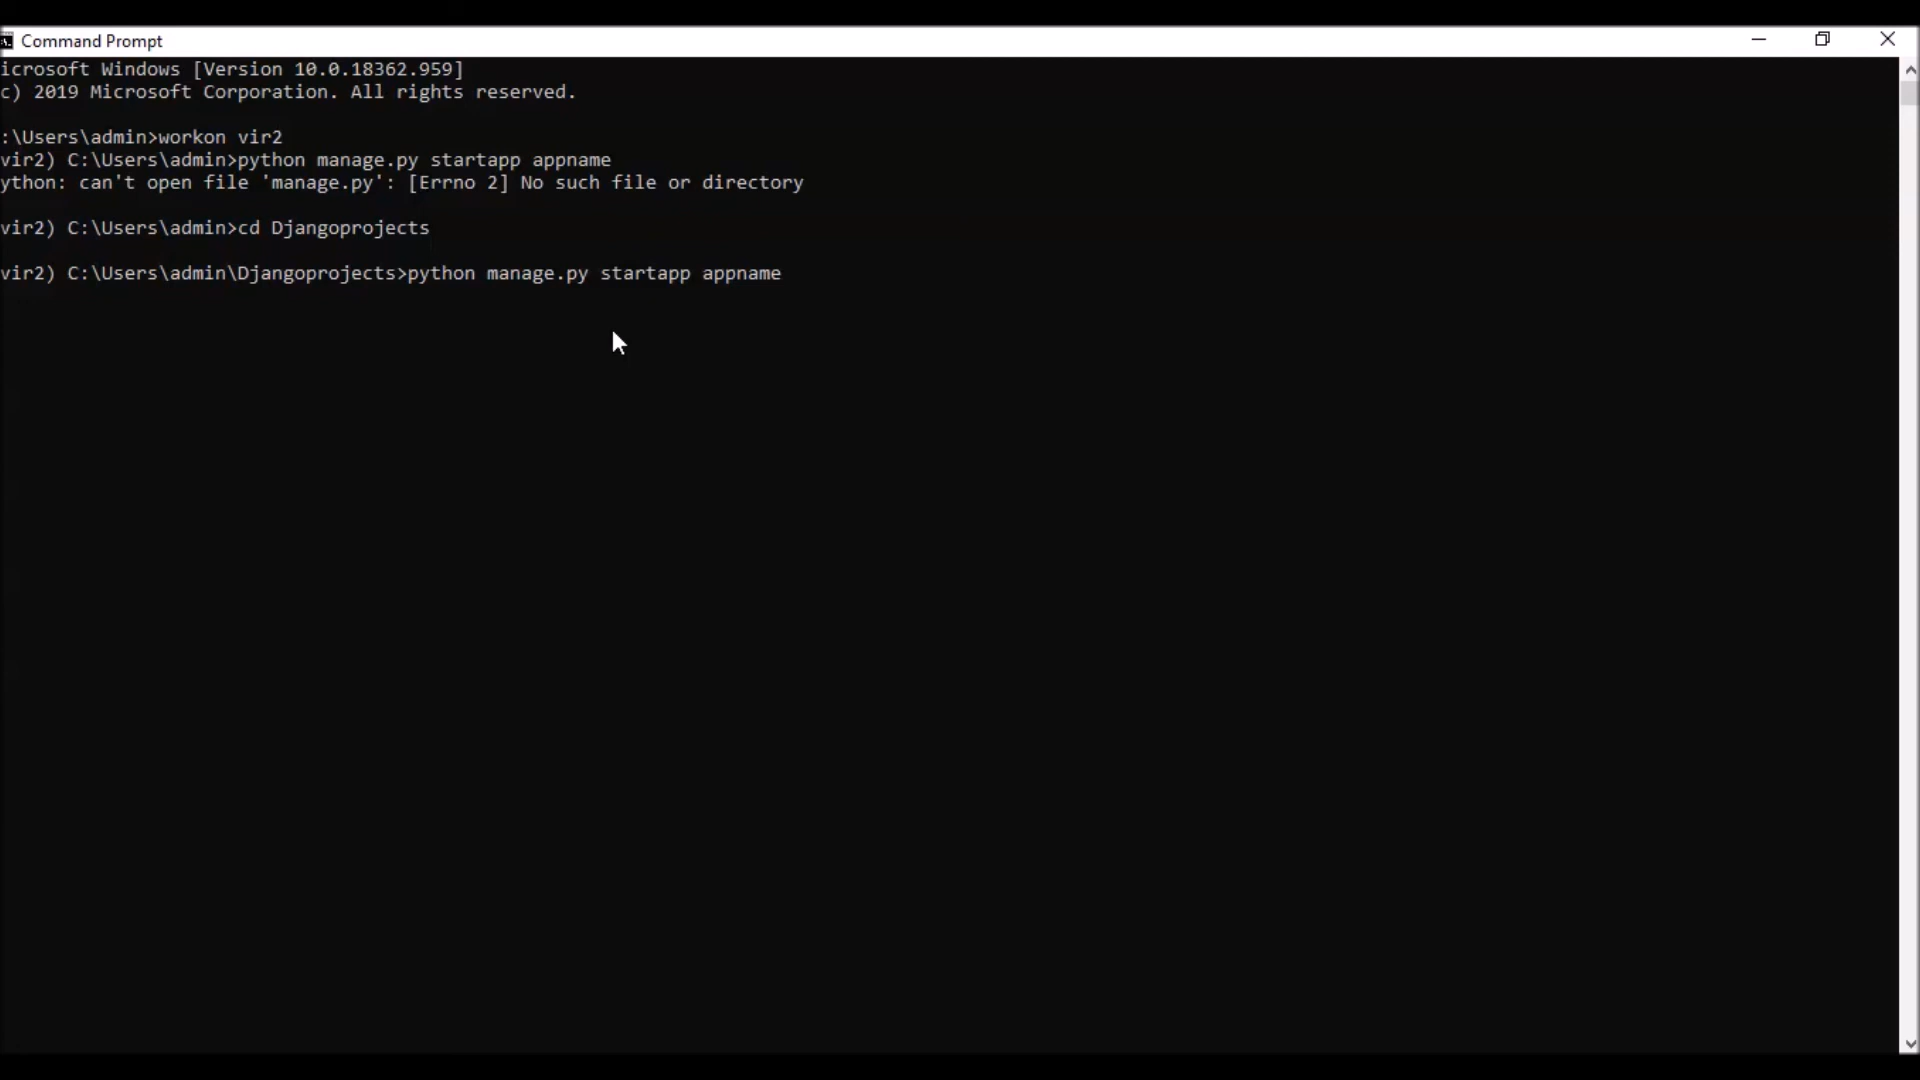 Command Prompt
icrosoft Windows [Version 10.0.18362.959]
c) 2019 Microsoft Corporation. All rights reserved.
:\Users\admin>workon vir2
vir2) C:\Users\admin>python manage.py startapp appname
ython: can't open file 'manage.py': [Errno 2] No such file or directory
vir2) C:\Users\admin>cd Djangoprojects
vir2) C:\Users\admin\Djangoprojects>python manage.py startapp appname